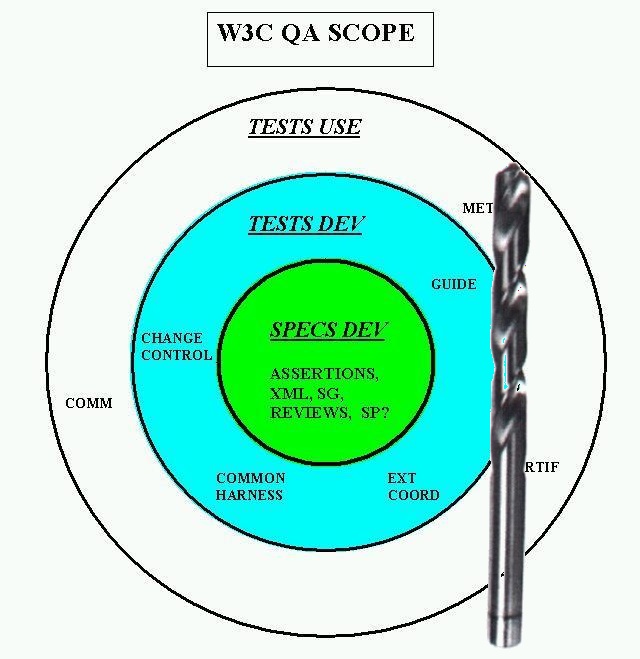 W3C QA SCOPE
TESTS USE
MET
TESTS DEV
GUIDE
SPECS DEV
CHANGE
CONTROL
ASSERTIONS,
XML, SG,
REVIEWS, SP?
COMM
RTIF
COMMON
HARNESS
EXT
COORD